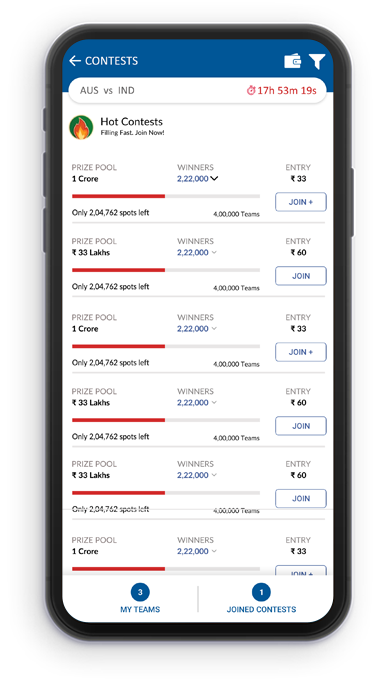 CONTESTS
AUS vs IND 17h 53m 19s
Hot Contests
Filling Fast. Join Now!
PRIZE POOL WINNERS ENTRY
1 Crore 2,22,000 ₹ 33
JOIN +
Only 2,04,762 spots left 4,00,000 Teams
PRIZE POOL WINNERS ENTRY
₹ 33 Lakhs 2,22,000 ₹ 60
JOIN
Only 2,04,762 spots left 4,00,000 Teams
PRIZE POOL WINNERS ENTRY
1 Crore 2,22,000 ₹ 33
JOIN +
Only 2,04,762 spots left 4,00,000 Teams
PRIZE POOL WINNERS ENTRY
₹ 33 Lakhs 2,22,000 ₹ 60
JOIN
Only 2,04,762 spots left 4,00,000 Teams
PRIZE POOL WINNERS ENTRY
₹ 33 Lakhs 2,22,000 ₹ 60
JOIN
Only 2,04,762 spots left 4,00,000 Teams
PRIZE POOL WINNERS ENTRY
1 Crore 2,22,000 ₹ 33
JOIN +
3 1
MY TEAMS JOINED CONTESTS